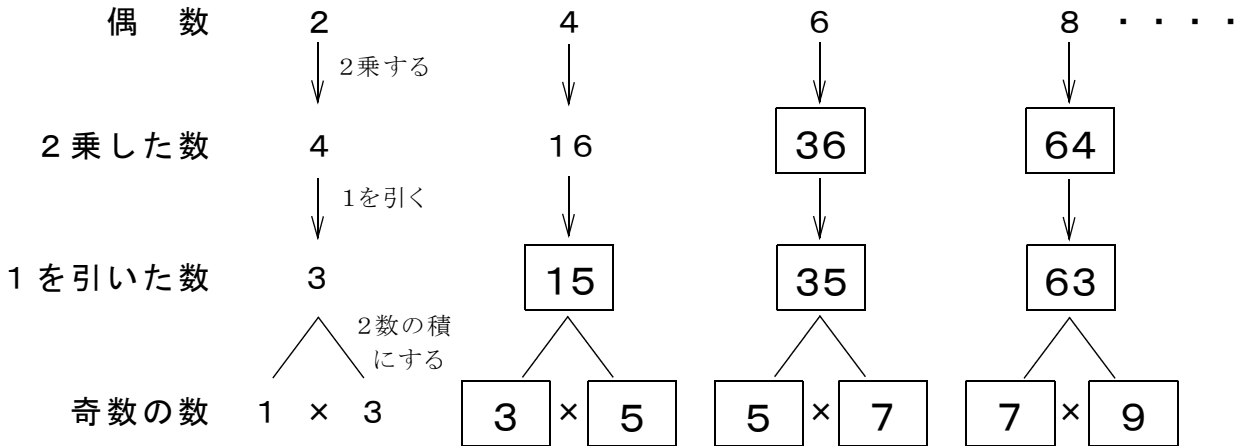 偶　数　２　４　６　８　・・・・
２乗する
２乗した数　４　１６　３６　６４
１を引く
１を引いた数　３　１５　３５　６３
２数の積
にする
奇数の数　１　×　３　３　×　５　５　×　７　７　×　９